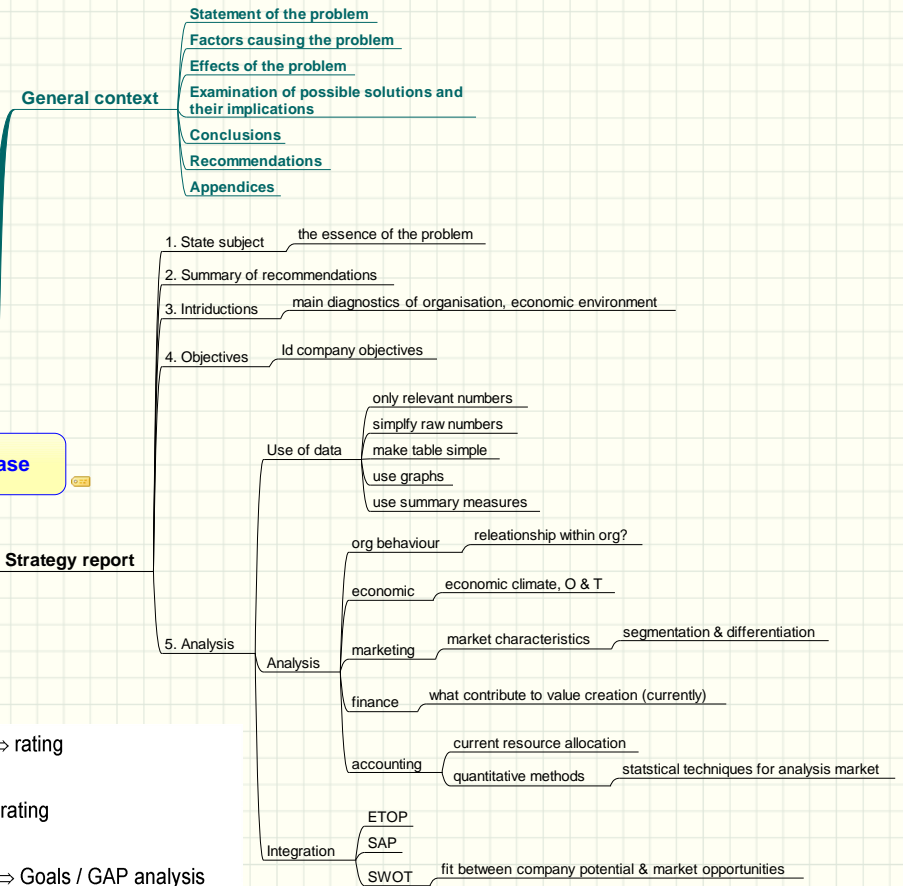 Statement of the problem
Factors causing the problem
Effects of the problem
Examination of possible solutions and
their implications
General context
Conclusions
Recommendations
Appendices
1. State subject
the essence of the problem
2. Summary of recommendations
3. Intriductions
main diagnostics of organisation, economic environment
4. Objectives
Id company objectives
Use of data
only relevant numbers
simplfy raw numbers
make table simple
use graphs
use summary measures
ase
Strategy report
5. Analysis
Analysis
org behaviour
releationship within org?
economic
economic climate, O & T
marketing
market characteristics
segmentation & differentiation
finance
what contribute to value creation (currently)
accounting
current resource allocation
quantitative methods
statstical techniques for analysis market
Integration
ETOP
SAP
SWOT
fit between company potential & market opportunities
⇨ rating
rating
⇨ Goals / GAP analysis